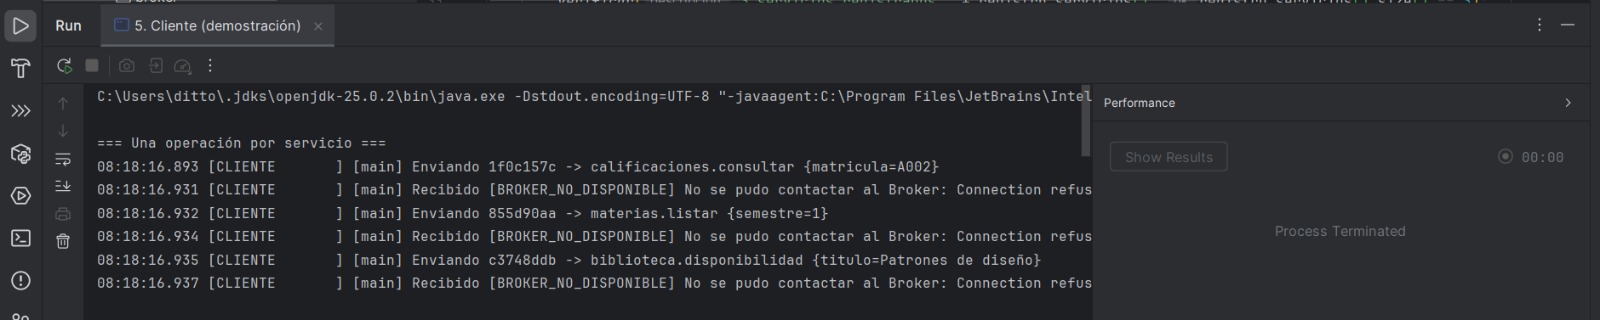 Run
5. Cliente (demostración)
C:\Users\ditto\.jdks\openjdk-25.0.2\bin\java.exe -Dstdout.encoding=UTF-8 "-javaagent:C:\Program Files\JetBrains\Intel
=== Una operación por servicio ===
08:18:16.893 [CLIENTE       ] [main] Enviando 1f0c157c -> calificaciones.consultar {matricula=A002}
08:18:16.931 [CLIENTE       ] [main] Recibido [BROKER_NO_DISPONIBLE] No se pudo contactar al Broker: Connection refus
08:18:16.932 [CLIENTE       ] [main] Enviando 855d90aa -> materias.listar {semestre=1}
08:18:16.934 [CLIENTE       ] [main] Recibido [BROKER_NO_DISPONIBLE] No se pudo contactar al Broker: Connection refus
08:18:16.935 [CLIENTE       ] [main] Enviando c3748ddb -> biblioteca.disponibilidad {titulo=Patrones de diseño}
08:18:16.937 [CLIENTE       ] [main] Recibido [BROKER_NO_DISPONIBLE] No se pudo contactar al Broker: Connection refus
Performance
Show Results
00:00
Process Terminated